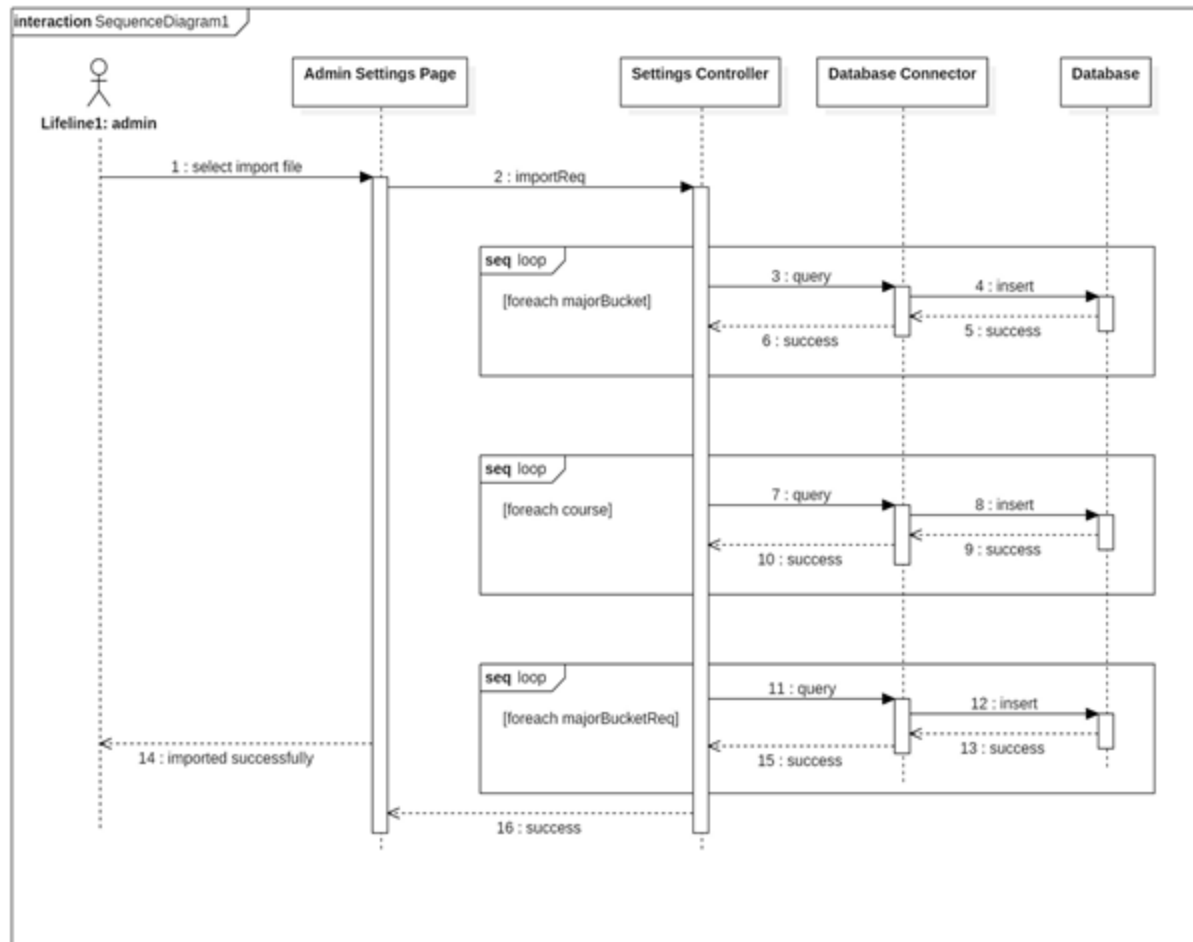 interaction SequenceDiagram1
Admin Settings Page
Settings Controller
Database Connector
Database
Lifeline1: admin
1 : select import file
2 : importReq
seq loop
[foreach majorBucket]
3 : query
4 : insert
5 : success
6 : success
seq loop
[foreach course]
7 : query
8 : insert
9 : success
10 : success
seq loop
[foreach majorBucketReq]
11 : query
12 : insert
13 : success
14 : imported successfully
15 : success
16 : success